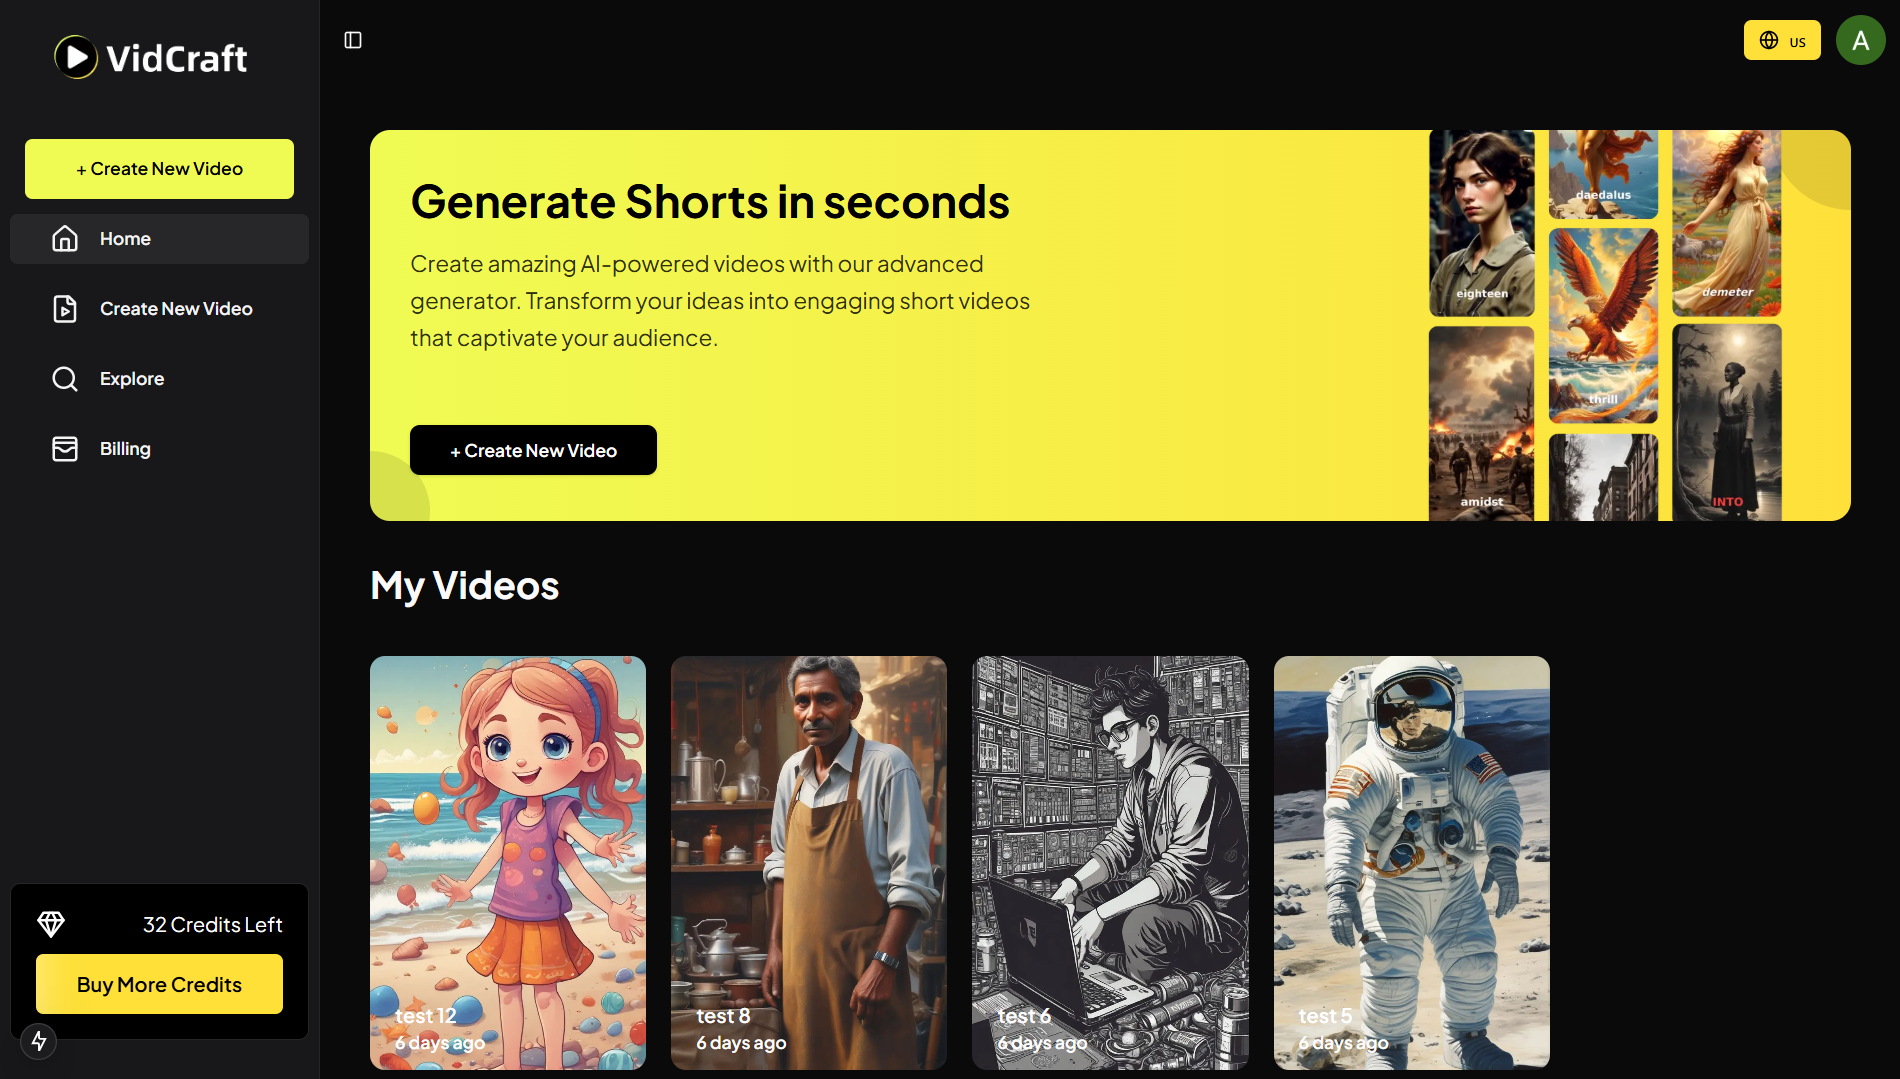 VidCraft
+ Create New Video
Home
Create New Video
Explore
Billing
32 Credits Left
Buy More Credits
US
A
Generate Shorts in seconds
Create amazing AI-powered videos with our advanced
generator. Transform your ideas into engaging short videos
that captivate your audience.
+ Create New Video
eighteen
daedalus
demeter
thrill
amidst
INTO
My Videos
test 12
6 days ago
test 8
6 days ago
test 6
6 days ago
test 5
6 days ago